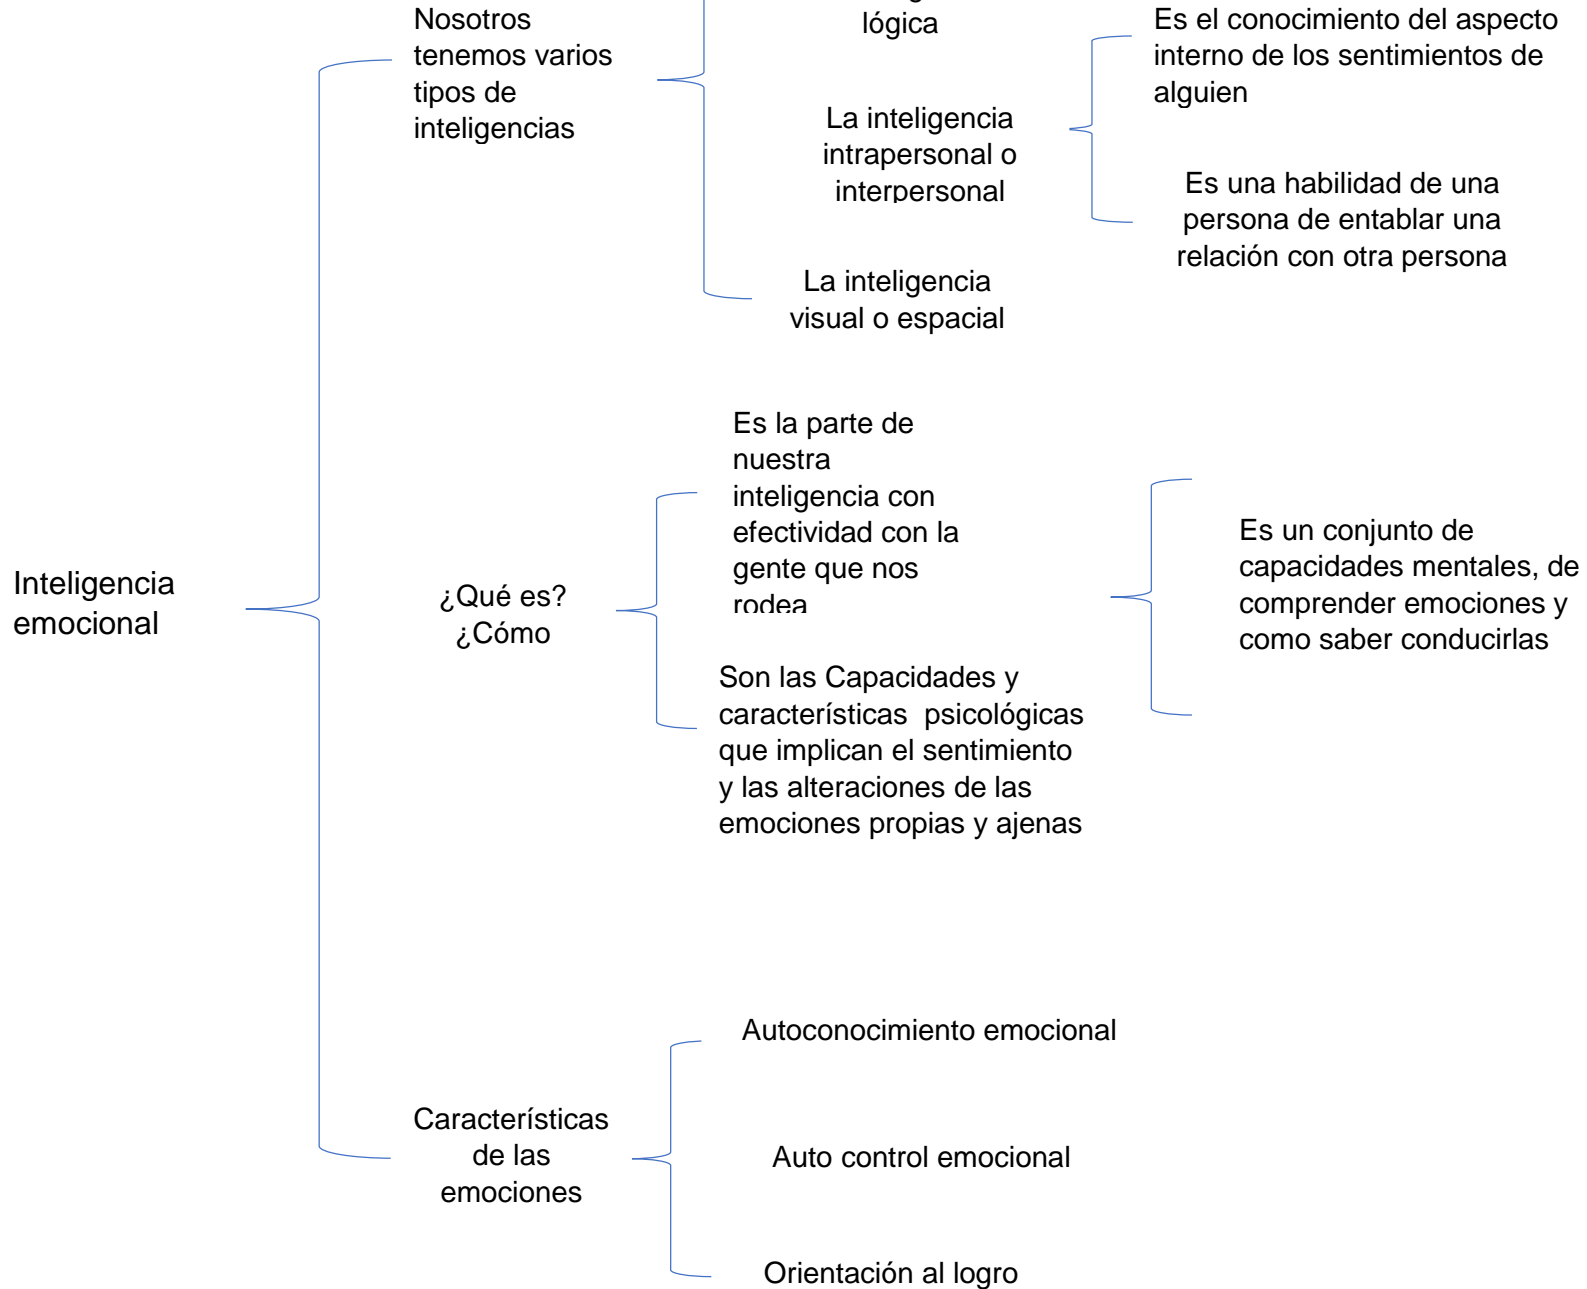 Nosotros
tenemos varios
tipos de
inteligencias
lógica
La inteligencia
intrapersonal o
interpersonal
La inteligencia
visual o espacial
Es el conocimiento del aspecto
interno de los sentimientos de
alguien
Es una habilidad de una
persona de entablar una
relación con otra persona
Inteligencia
emocional
¿Qué es?
¿Cómo
Es la parte de
nuestra
inteligencia con
efectividad con la
gente que nos
rodea
Son las Capacidades y
características  psicológicas
que implican el sentimiento
y las alteraciones de las
emociones propias y ajenas
Es un conjunto de
capacidades mentales, de
comprender emociones y
como saber conducirlas
Características
de las
emociones
Autoconocimiento emocional
Auto control emocional
Orientación al logro